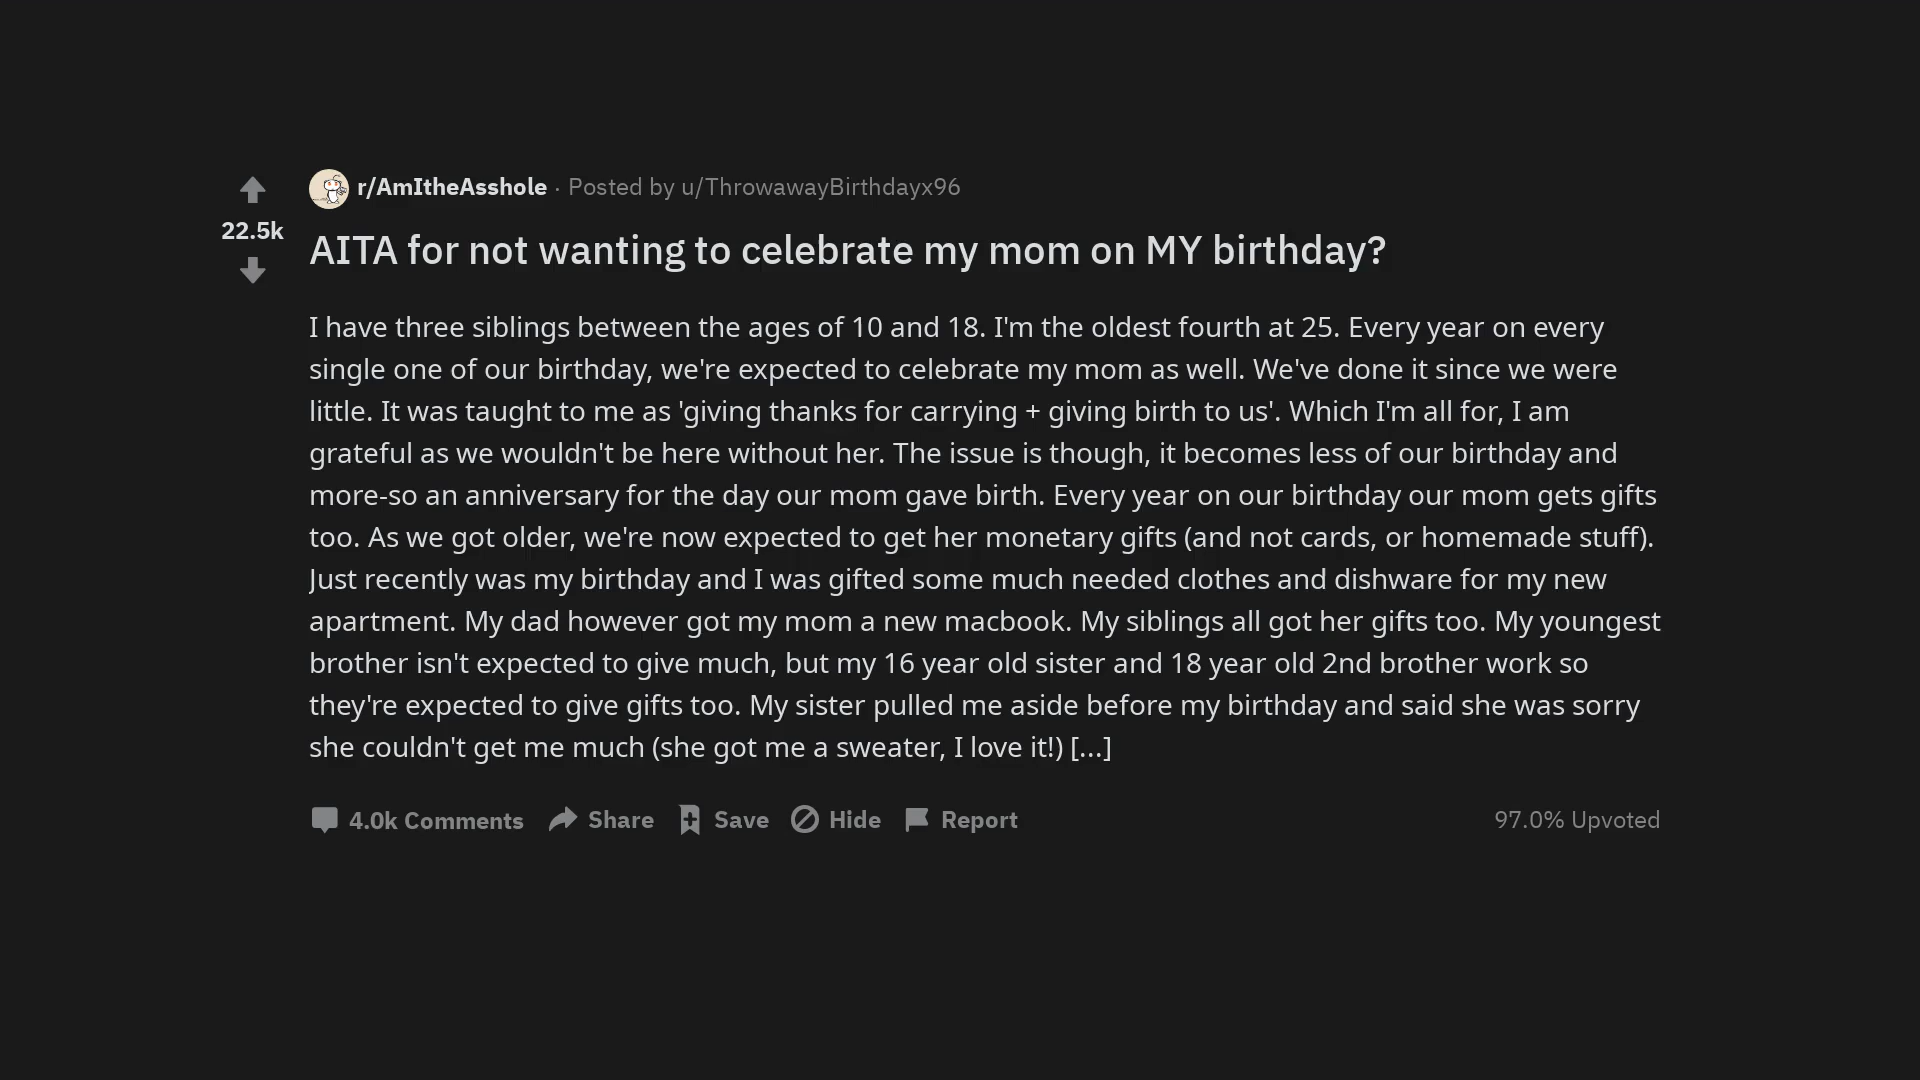 r/AmItheAsshole · Posted by u/ThrowawayBirthdayx96
22.5k
AITA for not wanting to celebrate my mom on MY birthday?
I have three siblings between the ages of 10 and 18. I'm the oldest fourth at 25. Every year on every
single one of our birthday, we're expected to celebrate my mom as well. We've done it since we were
little. It was taught to me as 'giving thanks for carrying + giving birth to us'. Which I'm all for, I am
grateful as we wouldn't be here without her. The issue is though, it becomes less of our birthday and
more-so an anniversary for the day our mom gave birth. Every year on our birthday our mom gets gifts
too. As we got older, we're now expected to get her monetary gifts (and not cards, or homemade stuff).
Just recently was my birthday and I was gifted some much needed clothes and dishware for my new
apartment. My dad however got my mom a new macbook. My siblings all got her gifts too. My youngest
brother isn't expected to give much, but my 16 year old sister and 18 year old 2nd brother work so
they're expected to give gifts too. My sister pulled me aside before my birthday and said she was sorry
she couldn't get me much (she got me a sweater, I love it!) [...]
4.0k Comments Share Save Hide Report 97.0% Upvoted